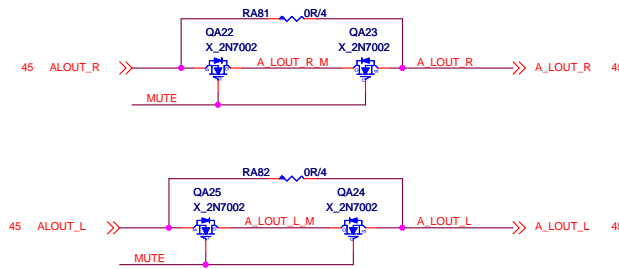 RA81 0R/4
QA22 QA23
X_2N7002 X_2N7002
45 ALOUT_R A_LOUT_R_M A_LOUT_R A_LOUT_R 45
MUTE
RA82 0R/4
QA25 QA24
X_2N7002 X_2N7002
45 ALOUT_L A_LOUT_L_M A_LOUT_L A_LOUT_L 45
MUTE